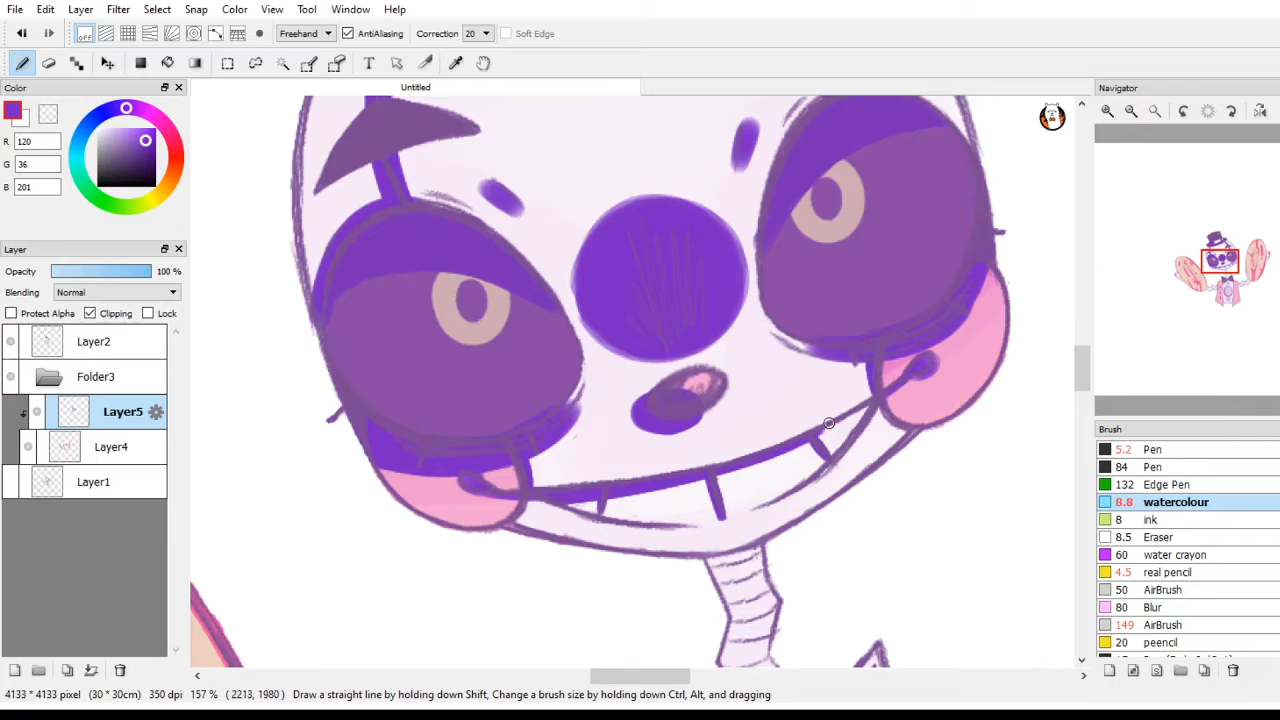 File Edit Layer Filter Select Snap Color View Tool Window Help
off Freehand AntiAliasing Correction 20 Soft Edge
T
Color Untitled Navigator
R 120
G 36
B 201
Layer
Opacity 100 %
Blending Normal
Protect Alpha Clipping Lock
Layer2
Folder3
Layer5
Layer4
Layer1
Brush
5.2 Pen
84 Pen
132 Edge Pen
8.8 watercolour
8 ink
8.5 Eraser
60 water crayon
4.5 real pencil
50 AirBrush
80 Blur
149 AirBrush
20 peencil
4133 * 4133 pixel (30 * 30cm) 350 dpi 157 % ( 2213, 1980 ) Draw a straight line by holding down Shift, Change a brush size by holding down Ctrl, Alt, and dragging